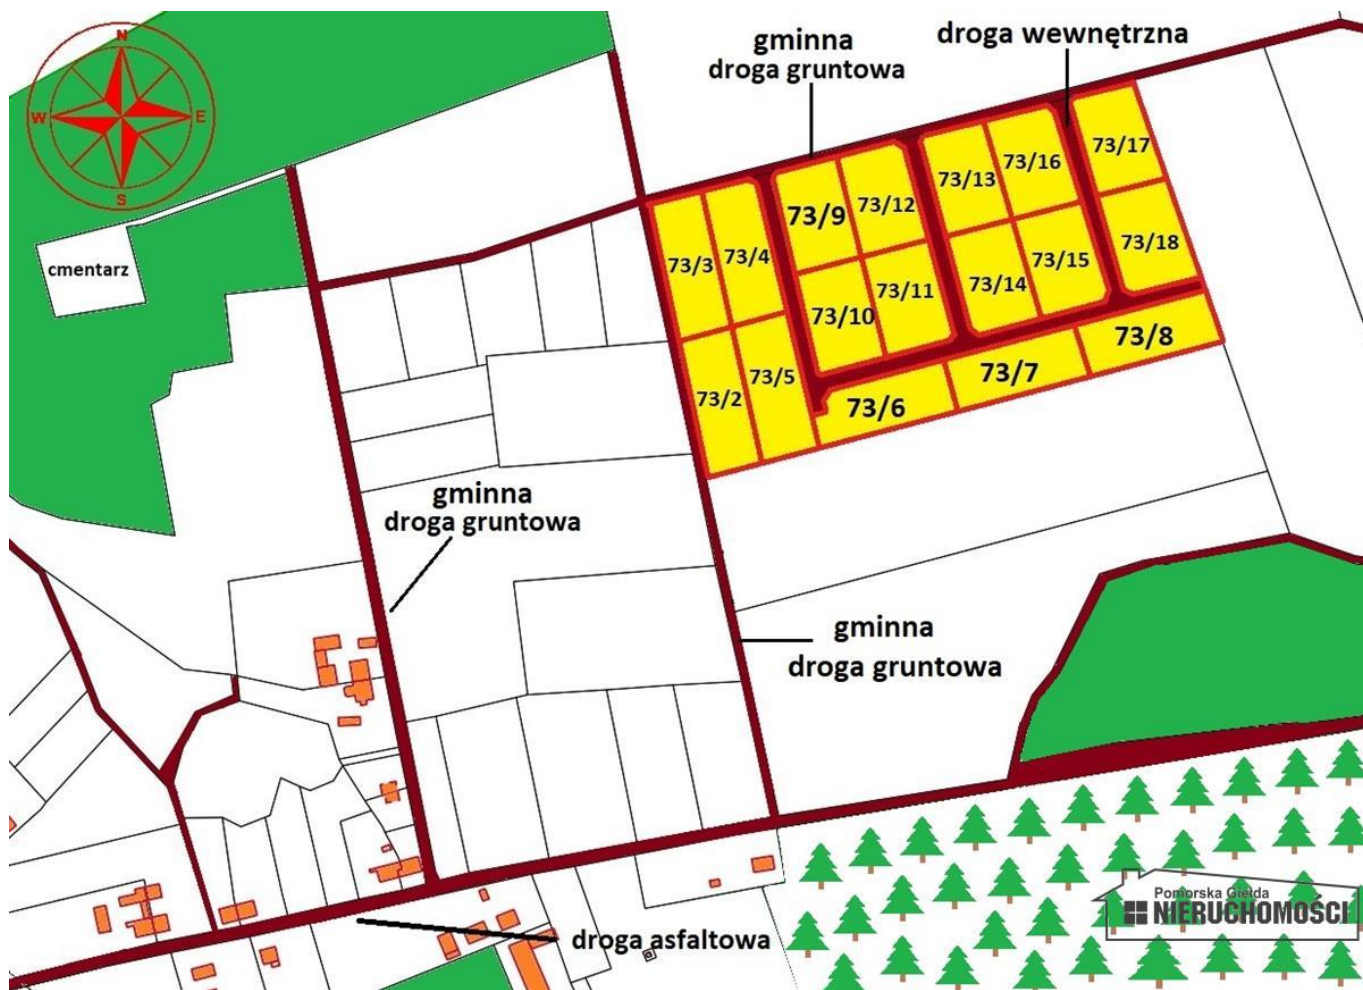 N
W
E
S
gminna
droga gruntowa
droga wewnętrzna
cmentarz
73/3
73/4
73/9
73/12
73/13
73/16
73/17
73/10
73/11
73/14
73/15
73/18
73/2
73/5
73/6
73/7
73/8
gminna
droga gruntowa
gminna
droga gruntowa
droga asfaltowa
Pomorska Giełda
NIERUCHOMOŚCI